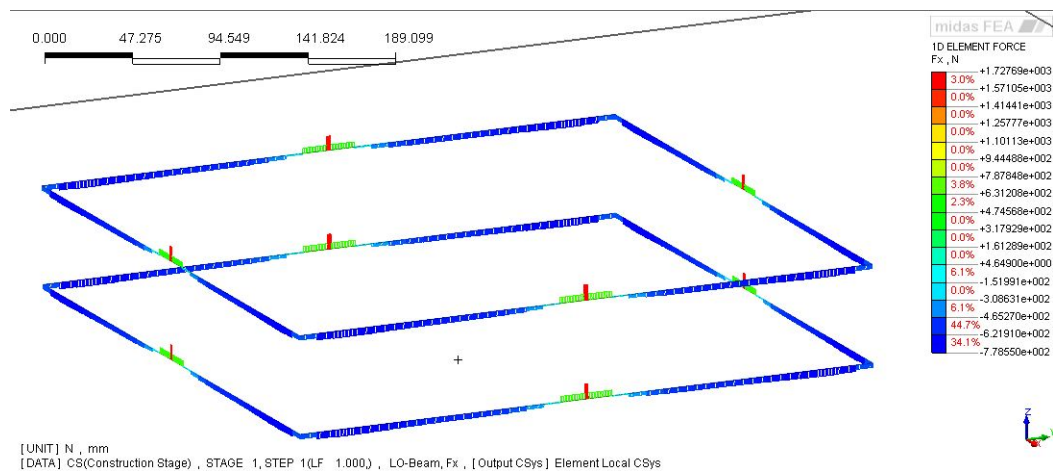 midas FEA
0.000 47.275 94.549 141.824 189.099
1D ELEMENT FORCE
Fx , N
+1.72769e+003
3.0%
+1.57105e+003
0.0%
+1.41441e+003
0.0%
+1.25777e+003
0.0%
+1.10113e+003
0.0%
+9.44488e+002
0.0%
+7.87848e+002
3.8%
+6.31208e+002
2.3%
+4.74568e+002
0.0%
+3.17929e+002
0.0%
+1.61289e+002
0.0%
+4.64900e+000
6.1%
-1.51991e+002
0.0%
-3.08631e+002
6.1%
-4.65270e+002
44.7%
-6.21910e+002
34.1%
-7.78550e+002
Z
Y
[UNIT] N , mm
[DATA] CS(Construction Stage) , STAGE 1, STEP 1(LF 1.000,) , LO-Beam, Fx , [Output CSys] Element Local CSys